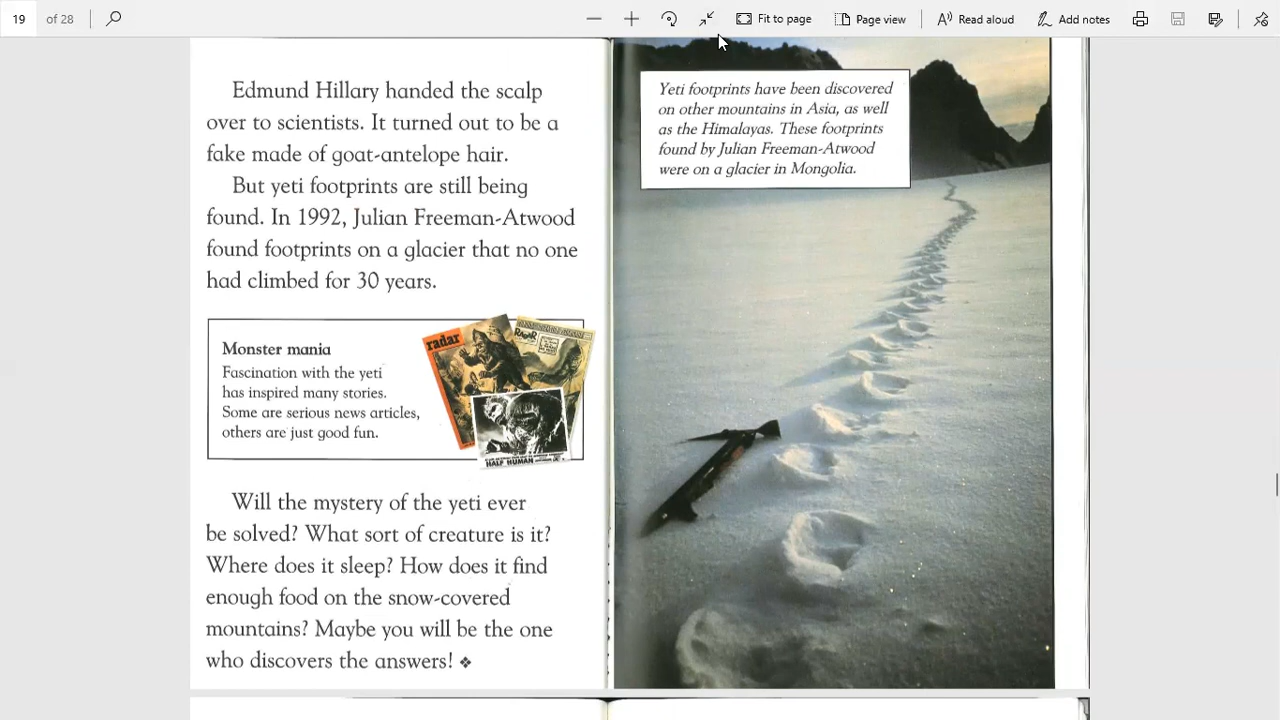 19 of 28
Fit to page
Page view
Read aloud
Add notes
Edmund Hillary handed the scalp
over to scientists. It turned out to be a
fake made of goat-antelope hair.
But yeti footprints are still being
found. In 1992, Julian Freeman-Atwood
found footprints on a glacier that no one
had climbed for 30 years.
Monster mania
Fascination with the yeti
has inspired many stories.
Some are serious news articles,
others are just good fun.
radar
HALF HUMAN
Will the mystery of the yeti ever
be solved? What sort of creature is it?
Where does it sleep? How does it find
enough food on the snow-covered
mountains? Maybe you will be the one
who discovers the answers! ❖
Yeti footprints have been discovered
on other mountains in Asia, as well
as the Himalayas. These footprints
found by Julian Freeman-Atwood
were on a glacier in Mongolia.